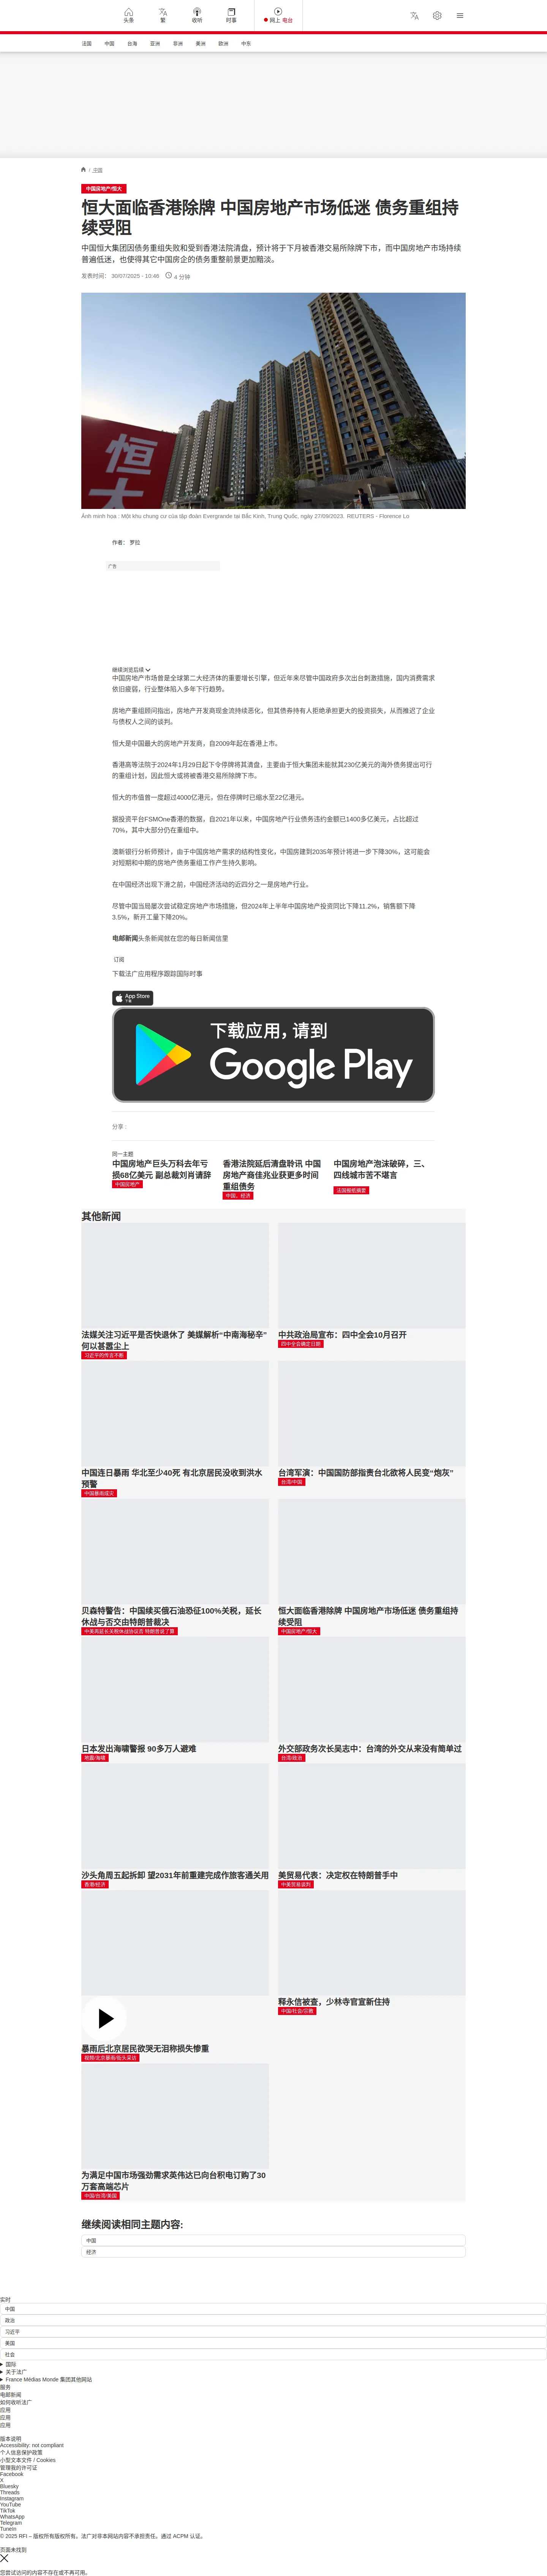 头条
繁
收听
时事
网上 电台
法国
中国
台海
亚洲
非洲
美洲
欧洲
中东
/ 中国
中国房地产/恒大
恒大面临香港除牌 中国房地产市场低迷 债务重组持
续受阻
中国恒大集团因债务重组失败和受到香港法院清盘，预计将于下月被香港交易所除牌下市，而中国房地产市场持续
普遍低迷，也使得其它中国房企的债务重整前景更加黯淡。
发表时间： 30/07/2025 - 10:46 4 分钟
恒大
Ảnh minh họa : Một khu chung cư của tập đoàn Evergrande tại Bắc Kinh, Trung Quốc, ngày 27/09/2023. REUTERS - Florence Lo
作者： 罗拉
广告
继续浏览后续
中国房地产市场曾是全球第二大经济体的重要增长引擎，但近年来尽管中国政府多次出台刺激措施，国内消费需求
依旧疲弱，行业整体陷入多年下行趋势。
房地产重组顾问指出，房地产开发商现金流持续恶化，但其债券持有人拒绝承担更大的投资损失，从而推迟了企业
与债权人之间的谈判。
恒大是中国最大的房地产开发商，自2009年起在香港上市。
香港高等法院于2024年1月29日起下令停牌将其清盘，主要由于恒大集团未能就其230亿美元的海外债务提出可行
的重组计划，因此恒大或将被香港交易所除牌下市。
恒大的市值曾一度超过4000亿港元，但在停牌时已缩水至22亿港元。
据投资平台FSMOne香港的数据，自2021年以来，中国房地产行业债务违约金额已1400多亿美元，占比超过
70%，其中大部分仍在重组中。
澳新银行分析师预计，由于中国房地产需求的结构性变化，中国房建到2035年预计将进一步下降30%，这可能会
对短期和中期的房地产债务重组工作产生持久影响。
在中国经济出现下滑之前，中国经济活动的近四分之一是房地产行业。
尽管中国当局屡次尝试稳定房地产市场措施，但2024年上半年中国房地产投资同比下降11.2%，销售额下降
3.5%，新开工量下降20%。
电邮新闻头条新闻就在您的每日新闻信里
订阅
下载法广应用程序跟踪国际时事
App Store
下载
下载应用，请到
Google Play
分享 :
同一主题
中国房地产巨头万科去年亏
损68亿美元 副总裁刘肖请辞
中国房地产
香港法院延后清盘聆讯 中国
房地产商佳兆业获更多时间
重组债务
中国、经济
中国房地产泡沫破碎，三、
四线城市苦不堪言
法国报纸摘要
其他新闻
法媒关注习近平是否快退休了 美媒解析“中南海秘辛”
何以甚嚣尘上
习近平的传言不断
中共政治局宣布：四中全会10月召开
四中全会确定日期
中国连日暴雨 华北至少40死 有北京居民没收到洪水
预警
中国暴雨成灾
台湾军演：中国国防部指责台北欲将人民变“炮灰”
台湾/中国
贝森特警告：中国续买俄石油恐征100%关税，延长
休战与否交由特朗普裁决
中美再延长关税休战协议否 特朗普说了算
恒大面临香港除牌 中国房地产市场低迷 债务重组持
续受阻
中国房地产/恒大
日本发出海啸警报 90多万人避难
地震/海啸
外交部政务次长吴志中：台湾的外交从来没有简单过
台湾/政治
沙头角周五起拆卸 望2031年前重建完成作旅客通关用
香港/经济
美贸易代表：决定权在特朗普手中
中美贸易谈判
暴雨后北京居民欲哭无泪称损失惨重
视频/北京暴雨/街头采访
释永信被查，少林寺官宣新住持
中国/社会/宗教
为满足中国市场强劲需求英伟达已向台积电订购了30
万套高端芯片
中国/台湾/美国
继续阅读相同主题内容:
中国
经济
实时
中国
政治
习近平
美国
社会
国际
关于法广
France Médias Monde 集团其他网站
服务
电邮新闻
如何收听法广
应用
应用
应用
版本说明
Accessibility: not compliant
个人信息保护政策
小型文本文件 / Cookies
管理我的许可证
Facebook
X
Bluesky
Threads
Instagram
YouTube
TikTok
WhatsApp
Telegram
TuneIn
© 2025 RFI – 版权所有版权所有。法广对非本网站内容不承担责任。通过 ACPM 认证。
页面未找到
您尝试访问的内容不存在或不再可用。